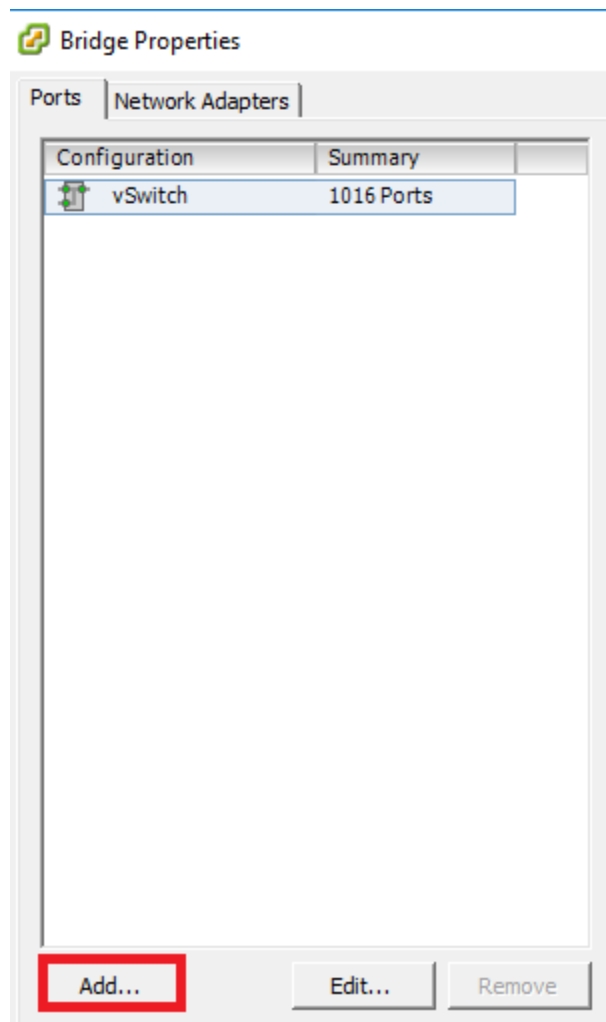 Bridge Properties
Ports Network Adapters
Configuration Summary
vSwitch 1016 Ports
Add... Edit... Remove